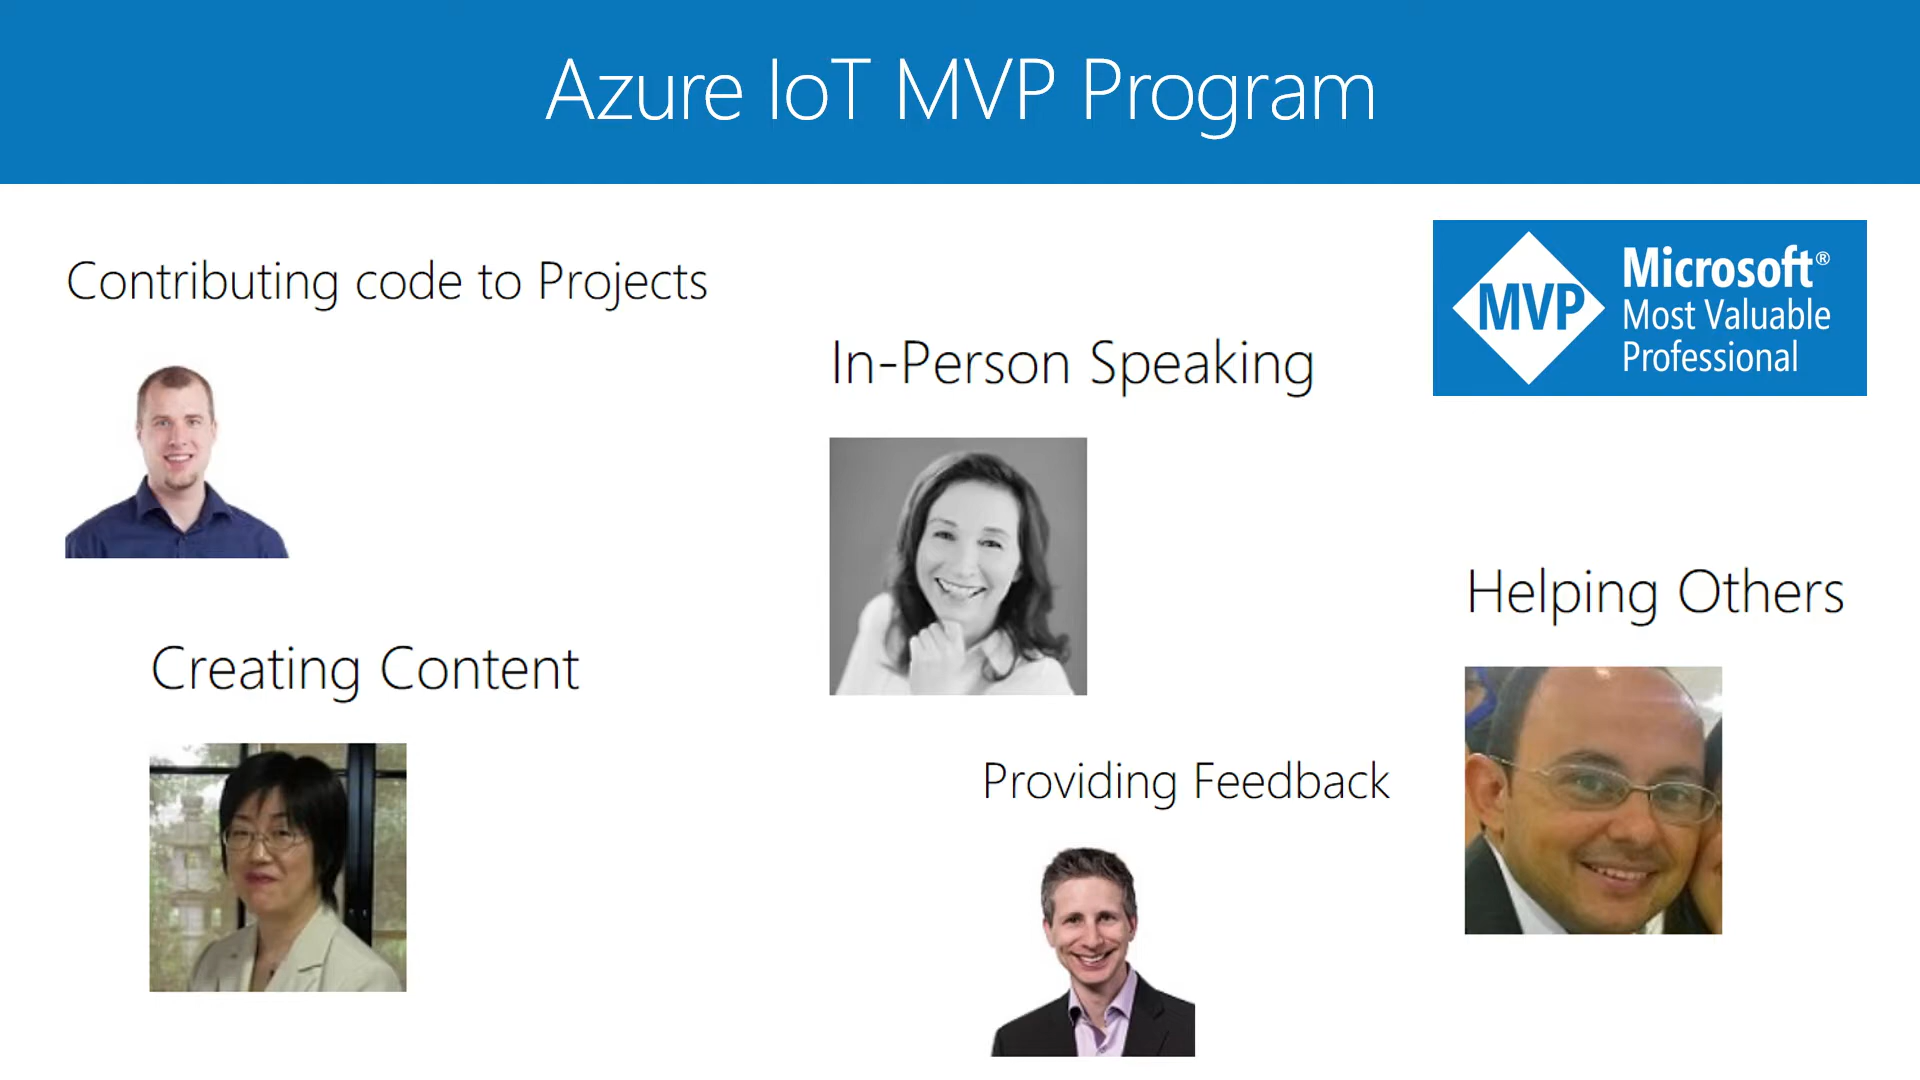 Azure IoT MVP Program
Contributing code to Projects
In-Person Speaking
MVP
Microsoft®
Most Valuable
Professional
Helping Others
Creating Content
Providing Feedback